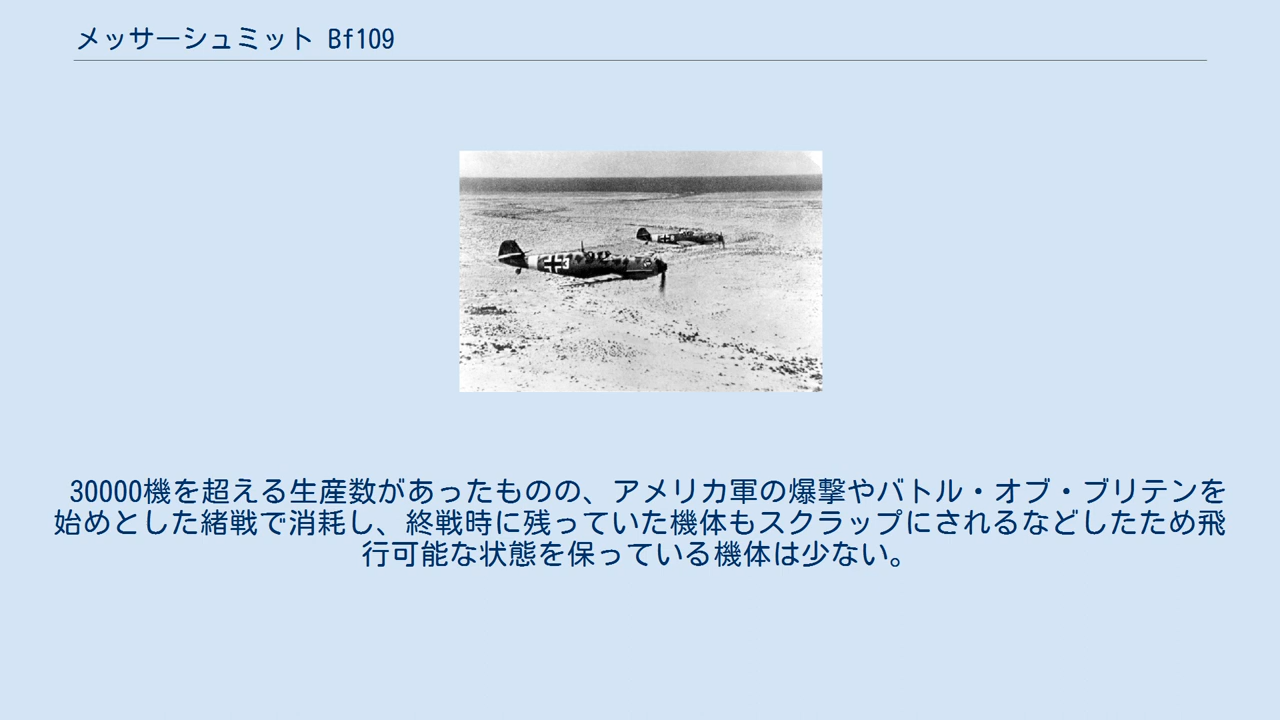 メッサーシュミット Bf109
3
30000機を超える生産数があったものの、アメリカ軍の爆撃やバトル・オブ・ブリテンを
始めとした緒戦で消耗し、終戦時に残っていた機体もスクラップにされるなどしたため飛
行可能な状態を保っている機体は少ない。